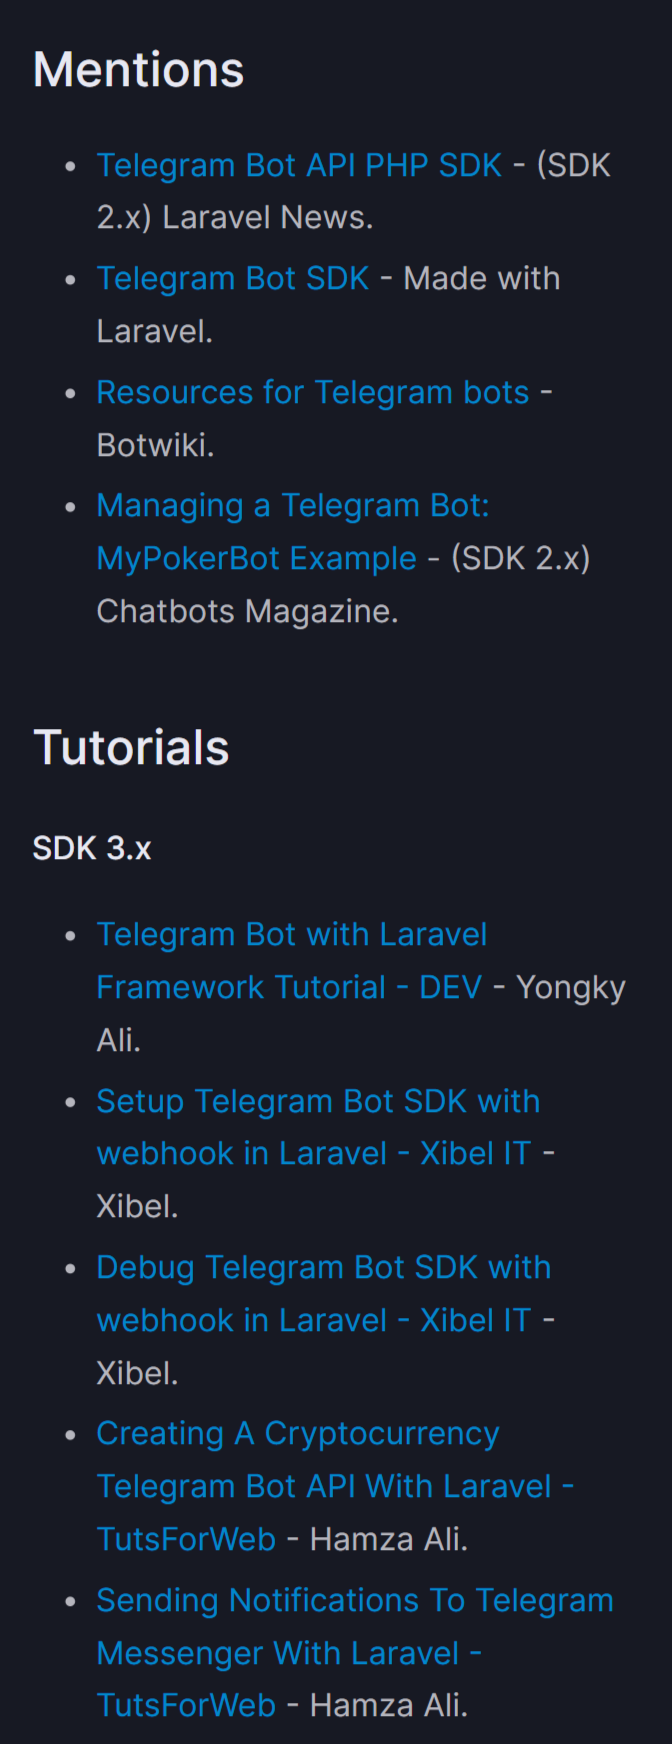 Mentions
• Telegram Bot API PHP SDK - (SDK
2.x) Laravel News.
• Telegram Bot SDK - Made with
Laravel.
• Resources for Telegram bots -
Botwiki.
• Managing a Telegram Bot:
MyPokerBot Example - (SDK 2.x)
Chatbots Magazine.
Tutorials
SDK 3.x
• Telegram Bot with Laravel
Framework Tutorial - DEV - Yongky
Ali.
• Setup Telegram Bot SDK with
webhook in Laravel - Xibel IT -
Xibel.
• Debug Telegram Bot SDK with
webhook in Laravel - Xibel IT -
Xibel.
• Creating A Cryptocurrency
Telegram Bot API With Laravel -
TutsForWeb - Hamza Ali.
• Sending Notifications To Telegram
Messenger With Laravel -
TutsForWeb - Hamza Ali.